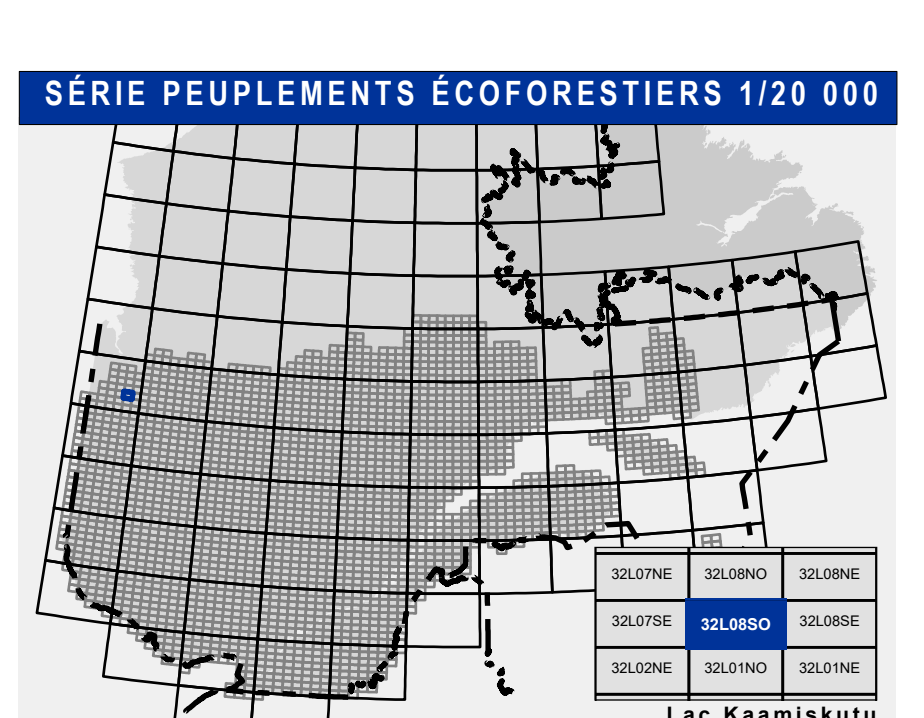 SÉRIE PEUPLEMENTS ÉCOFORESTIERS 1/20 000
32L07NE 32L08NO 32L08NE
32L07SE 32L08SO 32L08SE
32L02NE 32L01NO 32L01NE
Lac Kaamiskutu